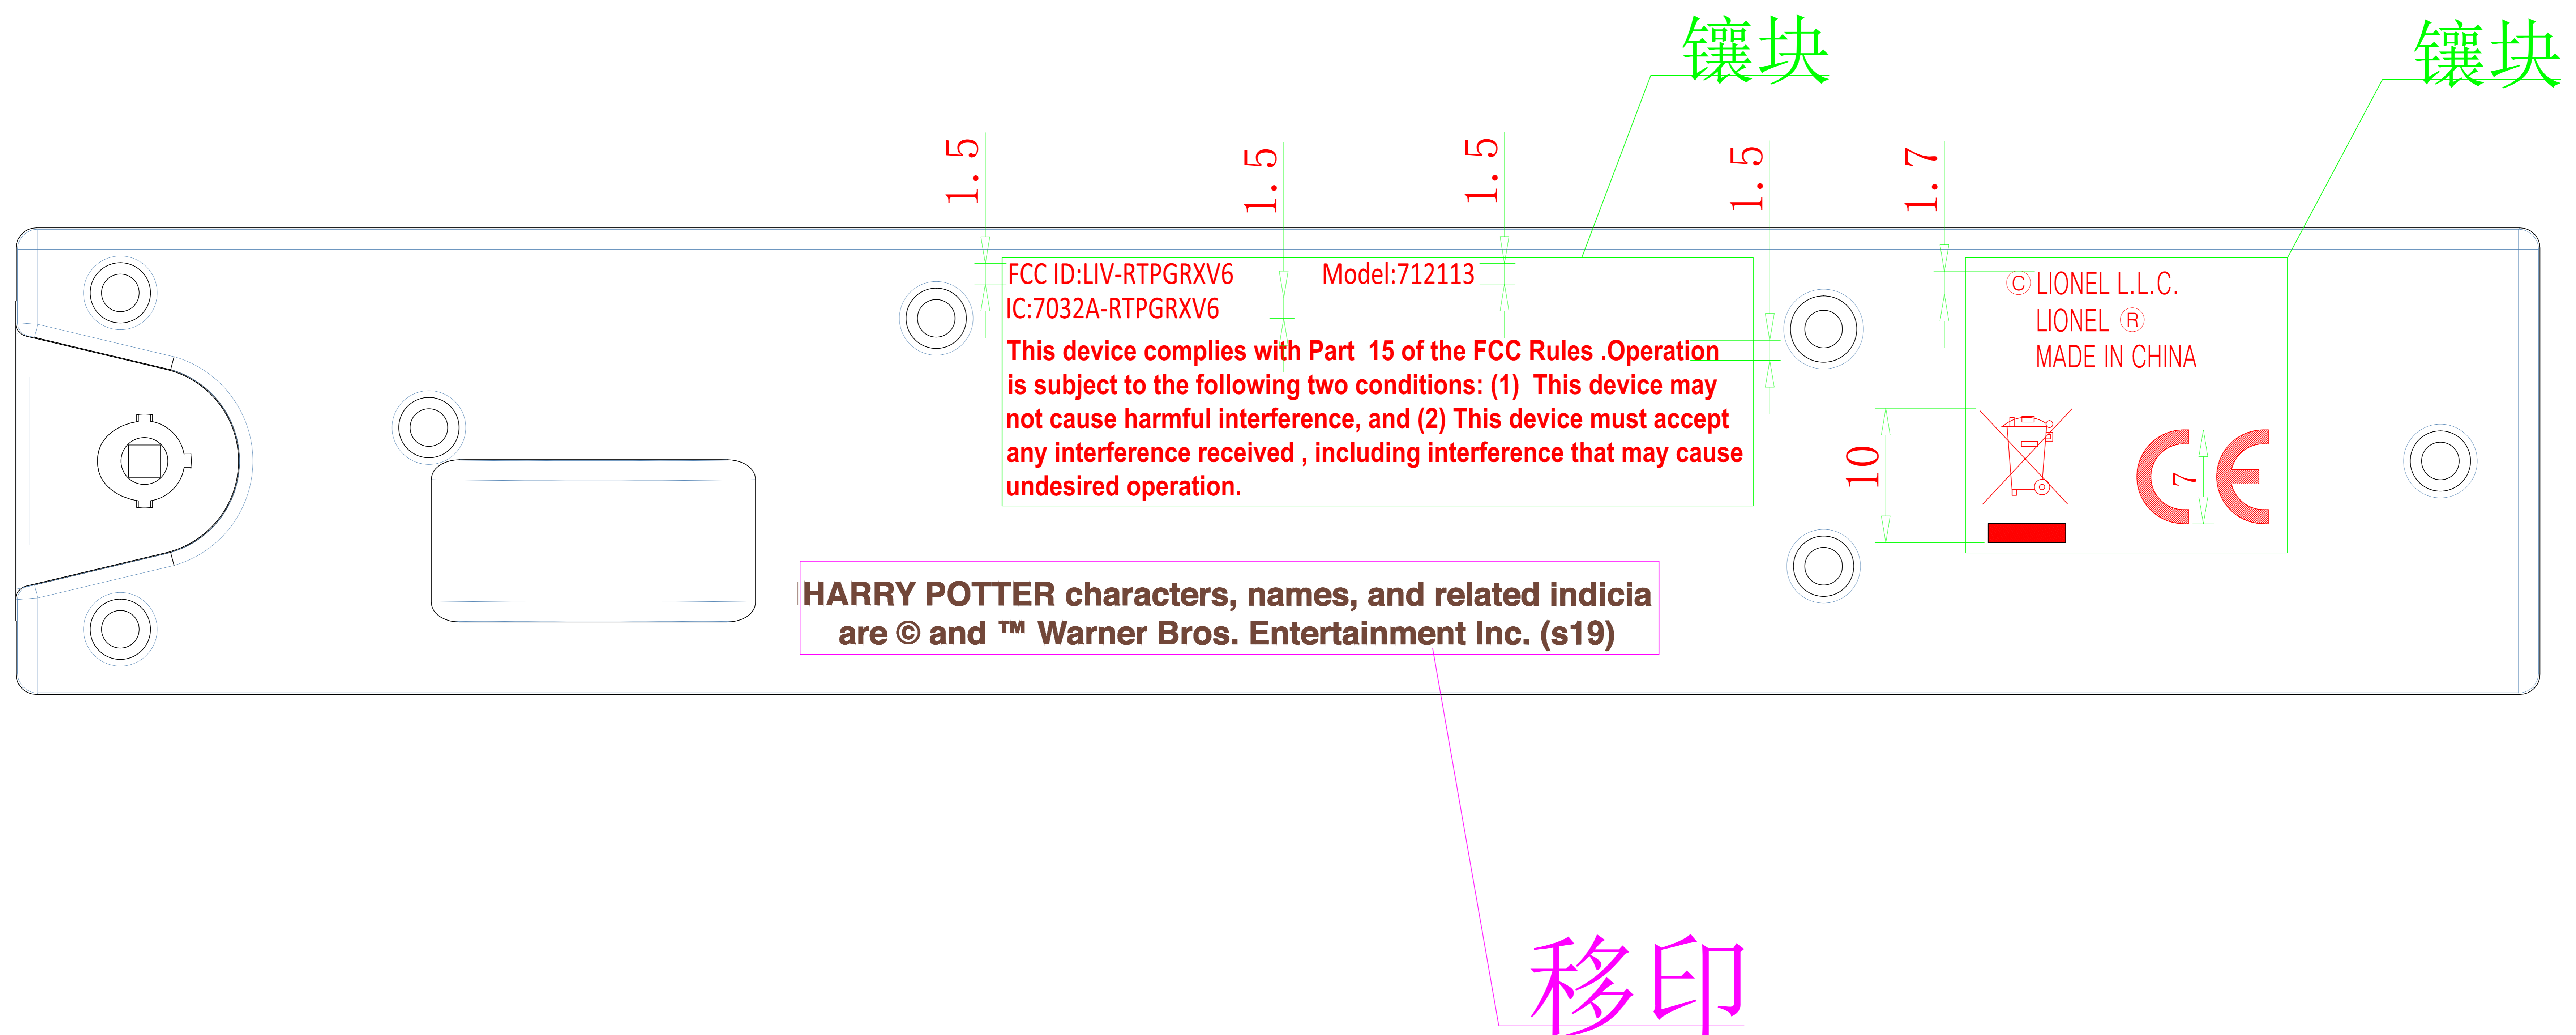 镶块
镶块
1.5
1.5
1.5
1.5
1.7
FCC ID:LIV-RTPGRXV6 Model:712113
IC:7032A-RTPGRXV6
This device complies with Part 15 of the FCC Rules .Operation
is subject to the following two conditions: (1) This device may
not cause harmful interference, and (2) This device must accept
any interference received , including interference that may cause
undesired operation.
© LIONEL L.L.C.
LIONEL ®
MADE IN CHINA
10
7
CE
HARRY POTTER characters, names, and related indicia
are © and ™ Warner Bros. Entertainment Inc. (s19)
移印